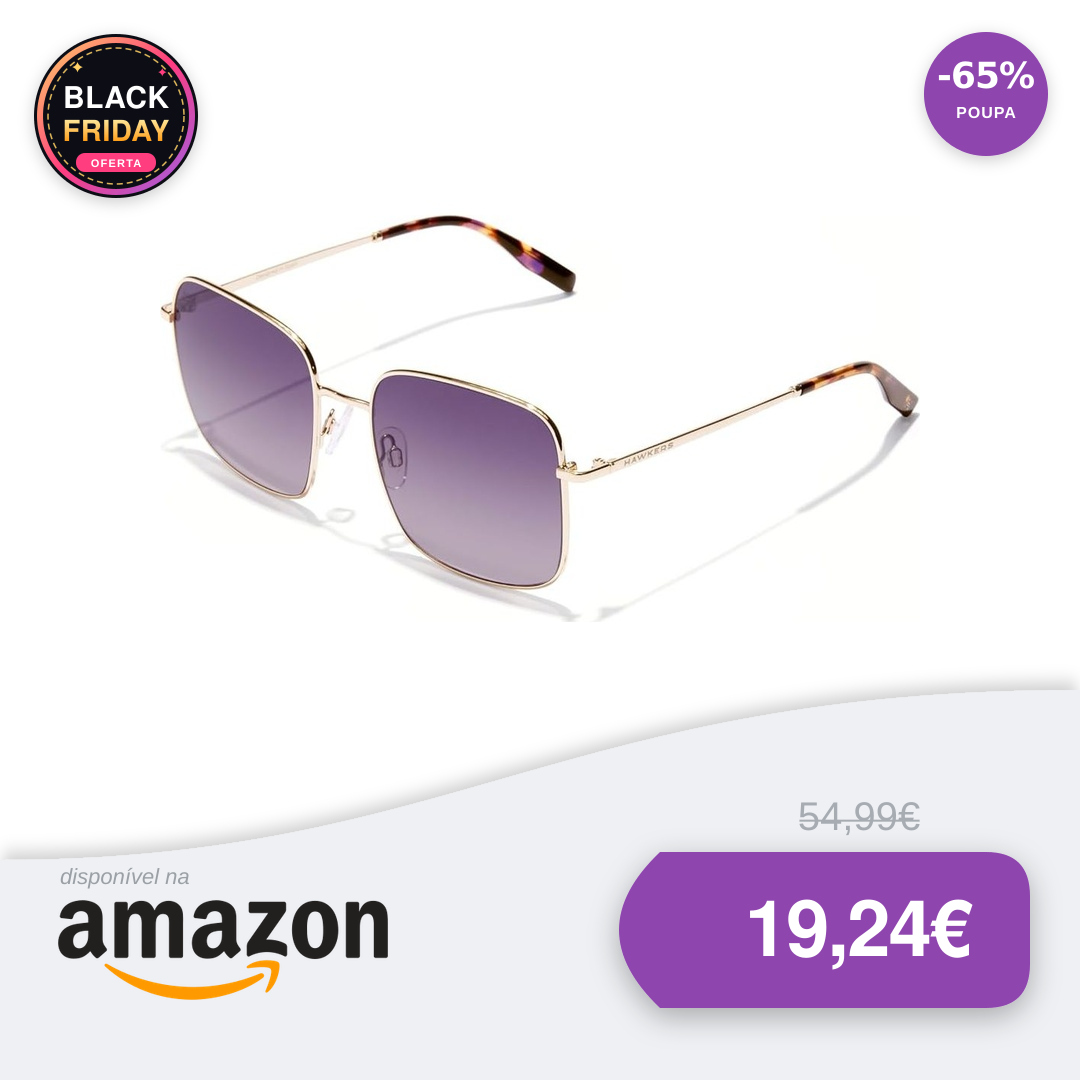 BLACK
FRIDAY
OFERTA
-65%
POUPA
HAWKERS
54,99€
disponível na
amazon
19,24€